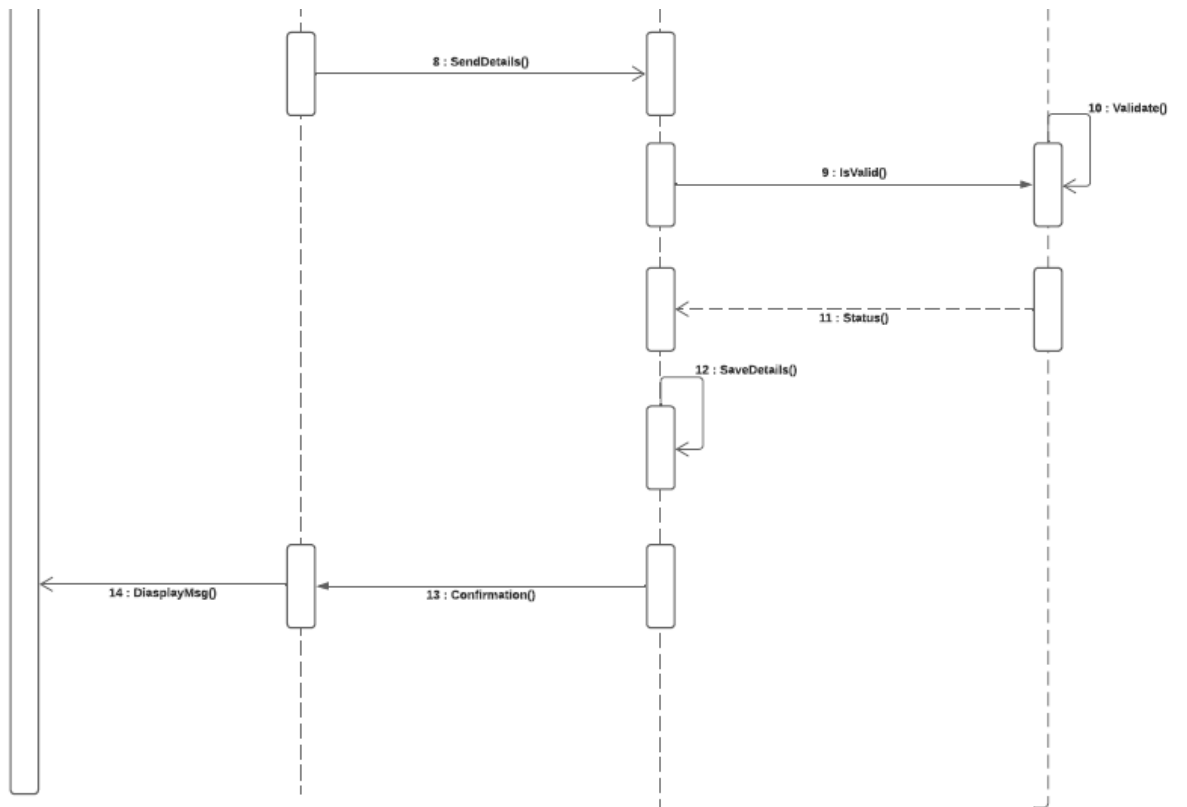 8 : SendDetails()
10 : Validate()
9 : IsValid()
11 : Status()
12 : SaveDetails()
14 : DiasplayMsg()
13 : Confirmation()